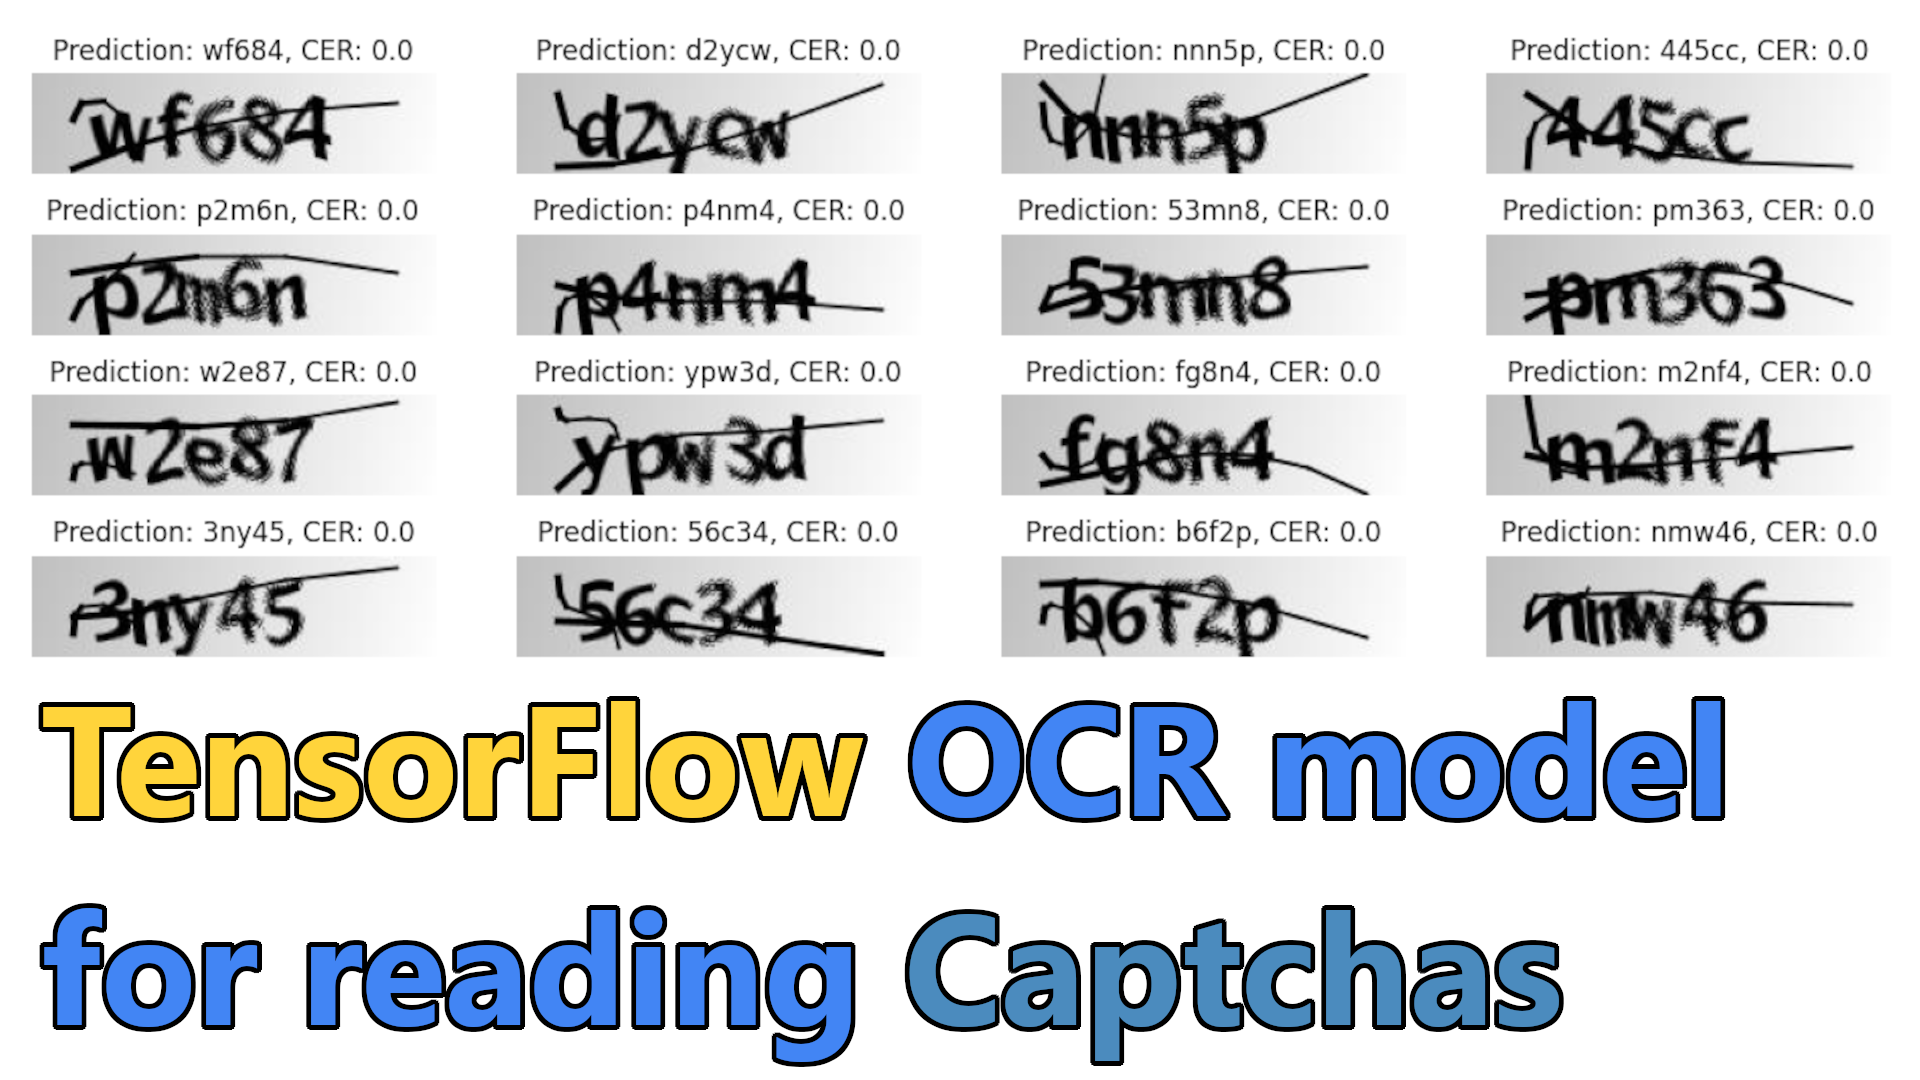 Prediction: wf684, CER: 0.0 Prediction: d2ycw, CER: 0.0 Prediction: nnn5p, CER: 0.0 Prediction: 445cc, CER: 0.0
wf684 d2ycw nnn5p 445cc
Prediction: p2m6n, CER: 0.0 Prediction: p4nm4, CER: 0.0 Prediction: 53mn8, CER: 0.0 Prediction: pm363, CER: 0.0
p2m6n p4nm4 53mn8 pm363
Prediction: w2e87, CER: 0.0 Prediction: ypw3d, CER: 0.0 Prediction: fg8n4, CER: 0.0 Prediction: m2nf4, CER: 0.0
w2e87 ypw3d fg8n4 m2nf4
Prediction: 3ny45, CER: 0.0 Prediction: 56c34, CER: 0.0 Prediction: b6f2p, CER: 0.0 Prediction: nmw46, CER: 0.0
3ny45 56c34 b6f2p nmw46
TensorFlow OCR model
for reading Captchas